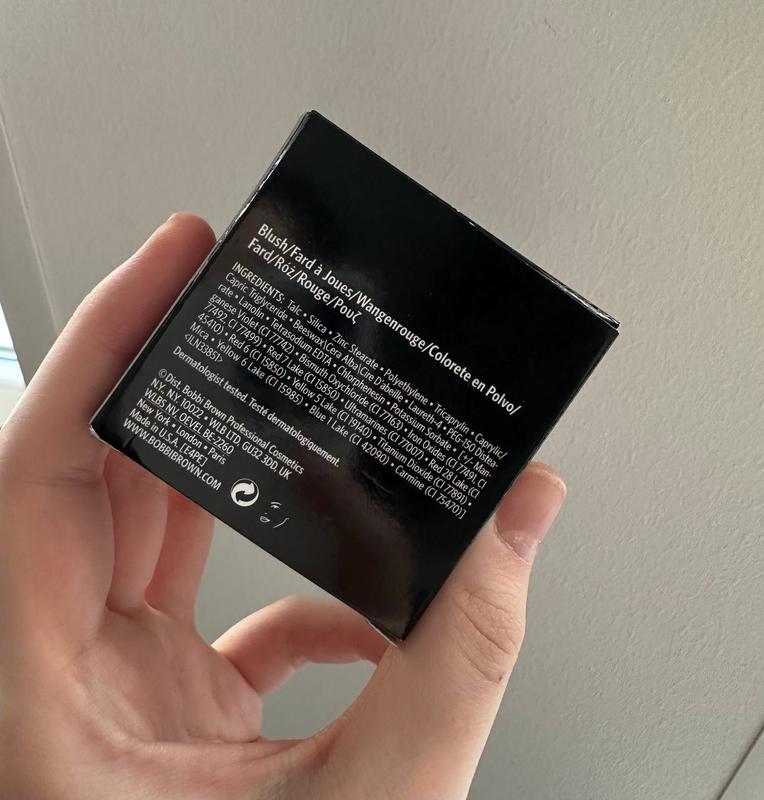 Blush/Fard à Joues/Wangenrouge/Colorete en Polvo/
Fard/Róż/Rouge/Ρουζ
INGREDIENTS: Talc • Silica • Zinc Stearate • Polyethylene • Tricaprylin • Caprylic/
Capric Triglyceride • Beeswax\Cera Alba\Cire D'abeille • Laureth-4 • PEG-150 Distea-
rate • Lanolin • Tetrasodium EDTA • Chlorphenesin • Potassium Sorbate • [+/- Man-
ganese Violet (CI 77742) • Bismuth Oxychloride (CI 77163) • Iron Oxides (CI 77491, CI
77492, CI 77499) • Red 7 Lake (CI 15850) • Ultramarines (CI 77007) • Red 28 Lake (CI
45410) • Red 6 (CI 15850) • Yellow 5 Lake (CI 19140) • Titanium Dioxide (CI 77891) •
Mica • Yellow 6 Lake (CI 15985) • Blue 1 Lake (CI 42090) • Carmine (CI 75470)]
<ILN3385>
Dermatologist tested. Testé dermatologiquement.
© Dist. Bobbi Brown Professional Cosmetics
N.Y., N.Y. 10022 • WLB LTD, GU32 3DD, UK
WLBS NV, OEVEL BE-2260
New York • London • Paris
Made in U.S.A. [E4PE]
WWW.BOBBIBROWN.COM